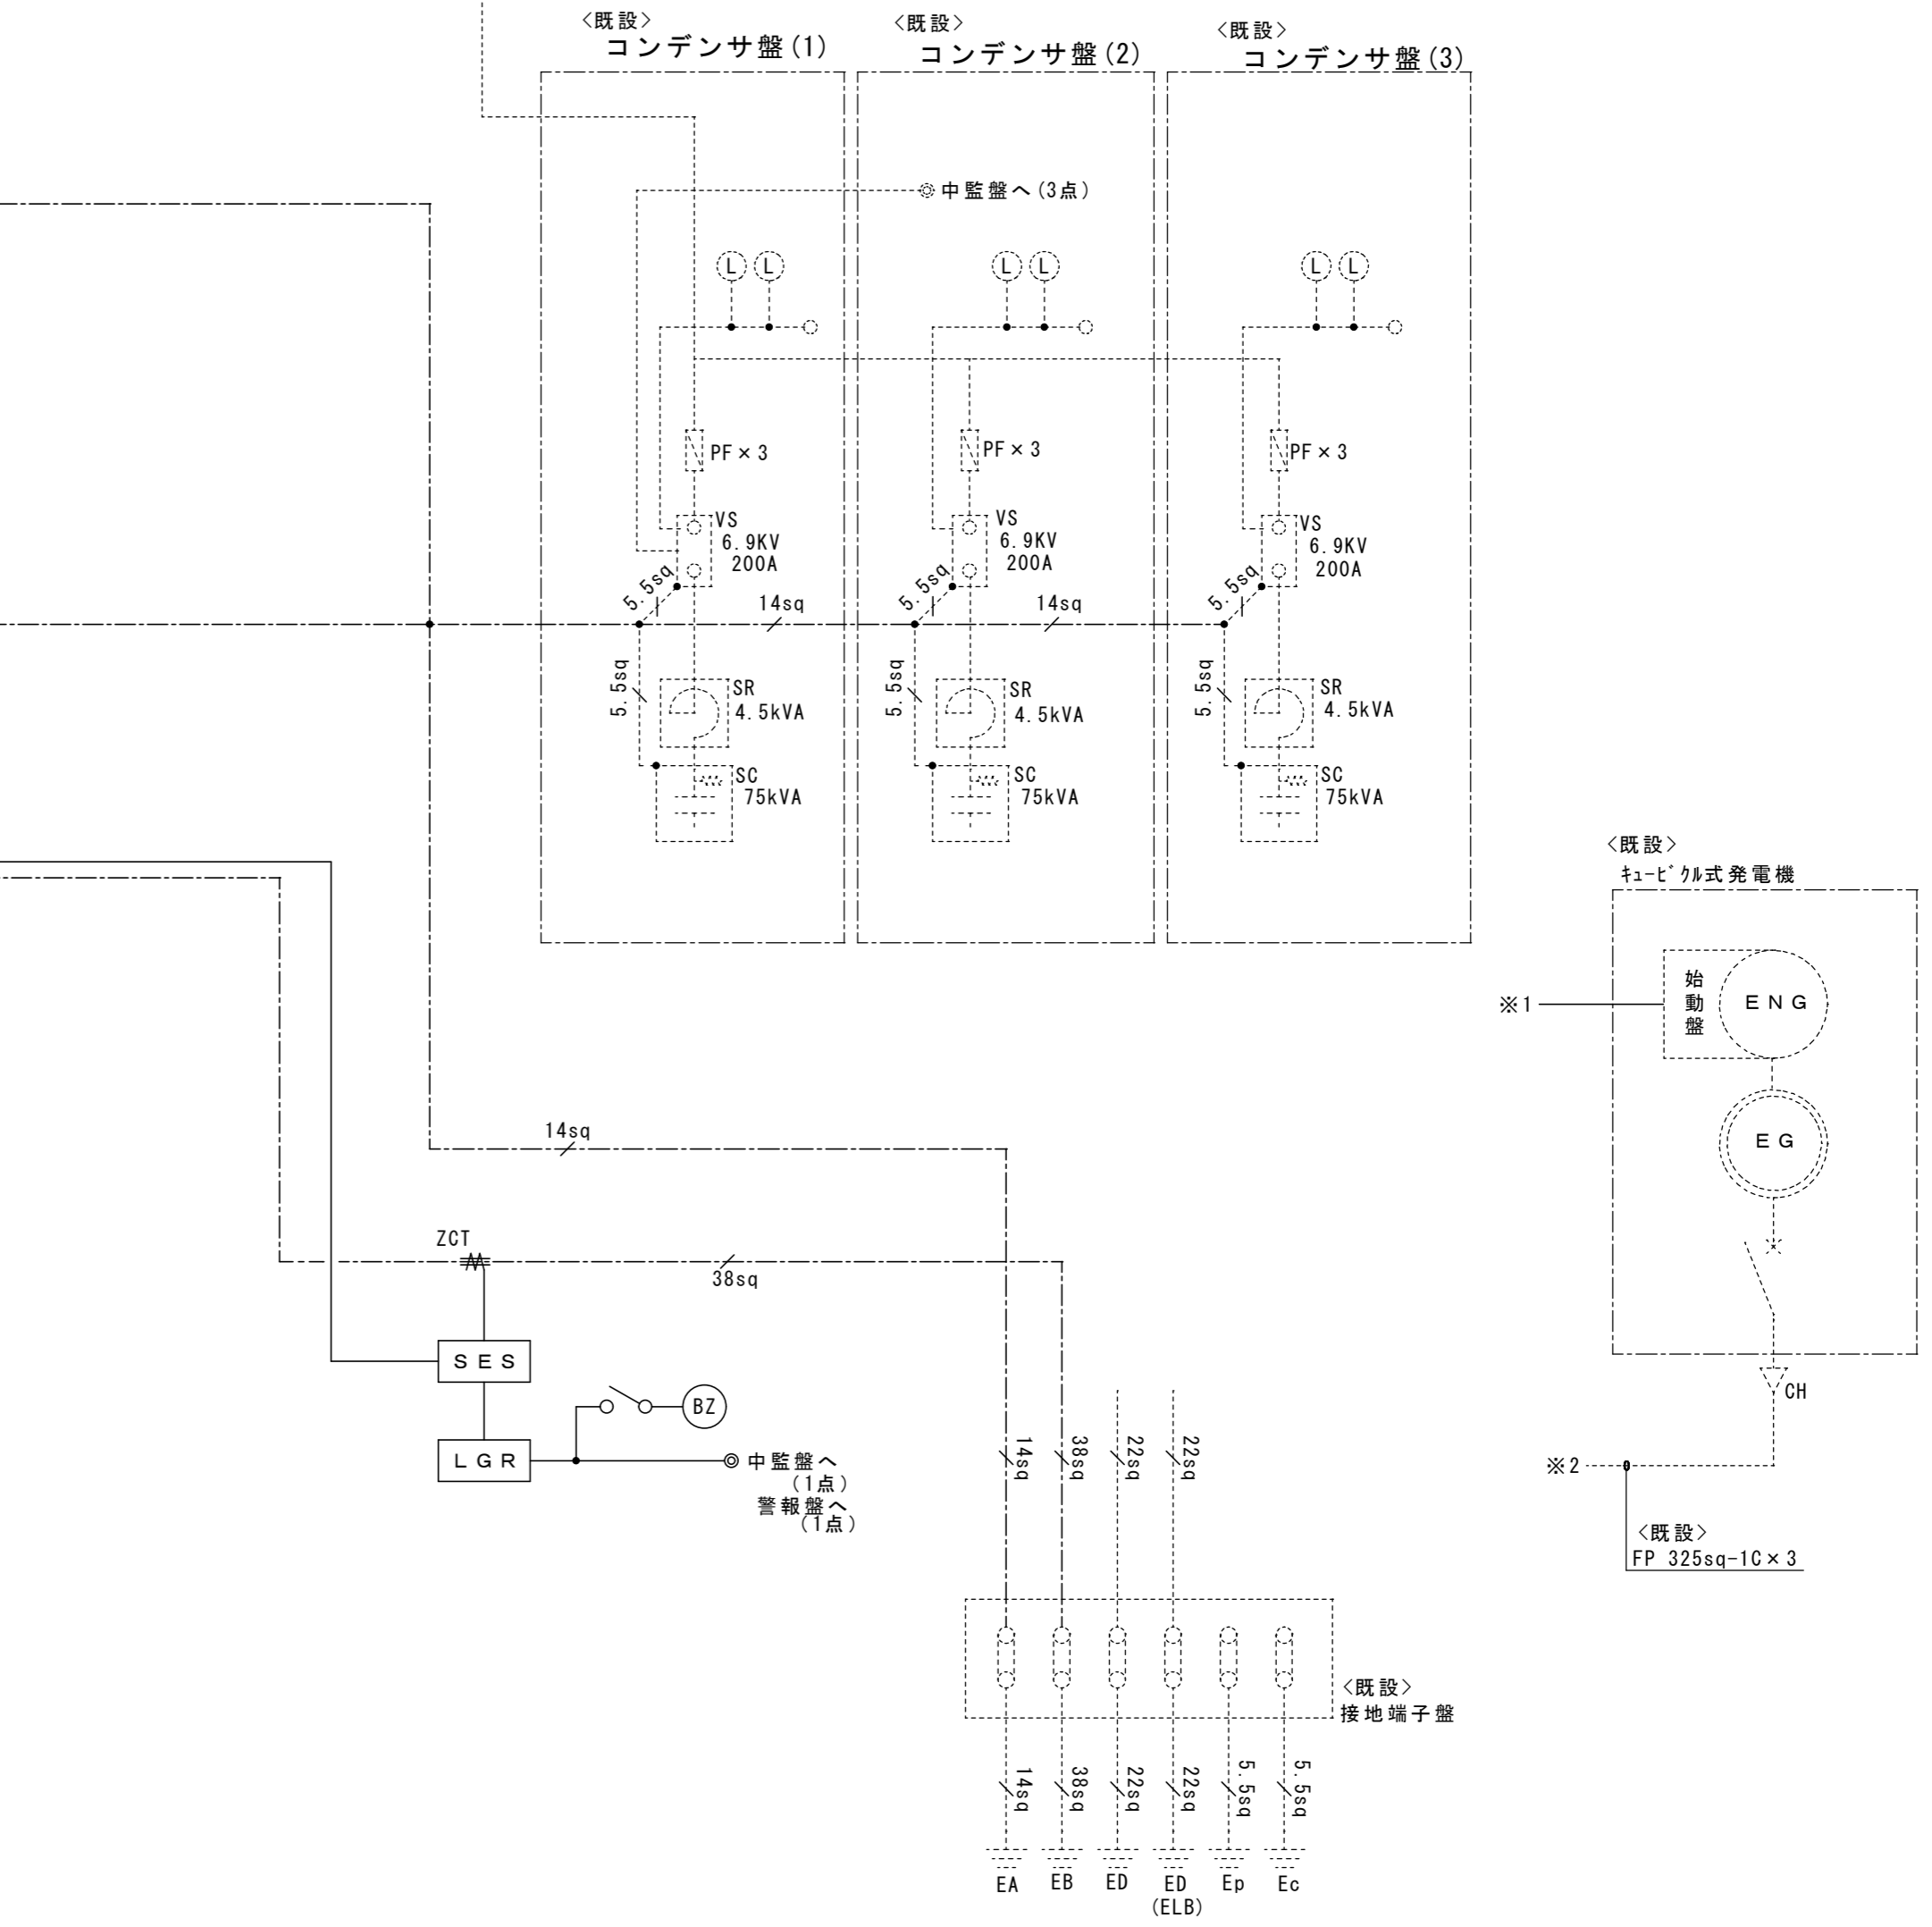 〈既設〉
コンデンサ盤(1)
〈既設〉
コンデンサ盤(2)
〈既設〉
コンデンサ盤(3)
中監盤へ(3点)
L L
L L
L L
PF×3
PF×3
PF×3
VS
6.9KV
200A
VS
6.9KV
200A
VS
6.9KV
200A
5.5sq
14sq
5.5sq
14sq
5.5sq
5.5sq
5.5sq
5.5sq
SR
4.5kVA
SR
4.5kVA
SR
4.5kVA
SC
75kVA
SC
75kVA
SC
75kVA
〈既設〉
ｷｭｰﾋﾞｸﾙ式発電機
※1
始動盤
ENG
EG
CH
※2
〈既設〉
FP 325sq-1C×3
14sq
ZCT
38sq
SES
BZ
LGR
中監盤へ
(1点)
警報盤へ
(1点)
14sq
38sq
22sq
22sq
〈既設〉
接地端子盤
14sq
38sq
22sq
22sq
5.5sq
5.5sq
EA
EB
ED
ED
(ELB)
Ep
Ec